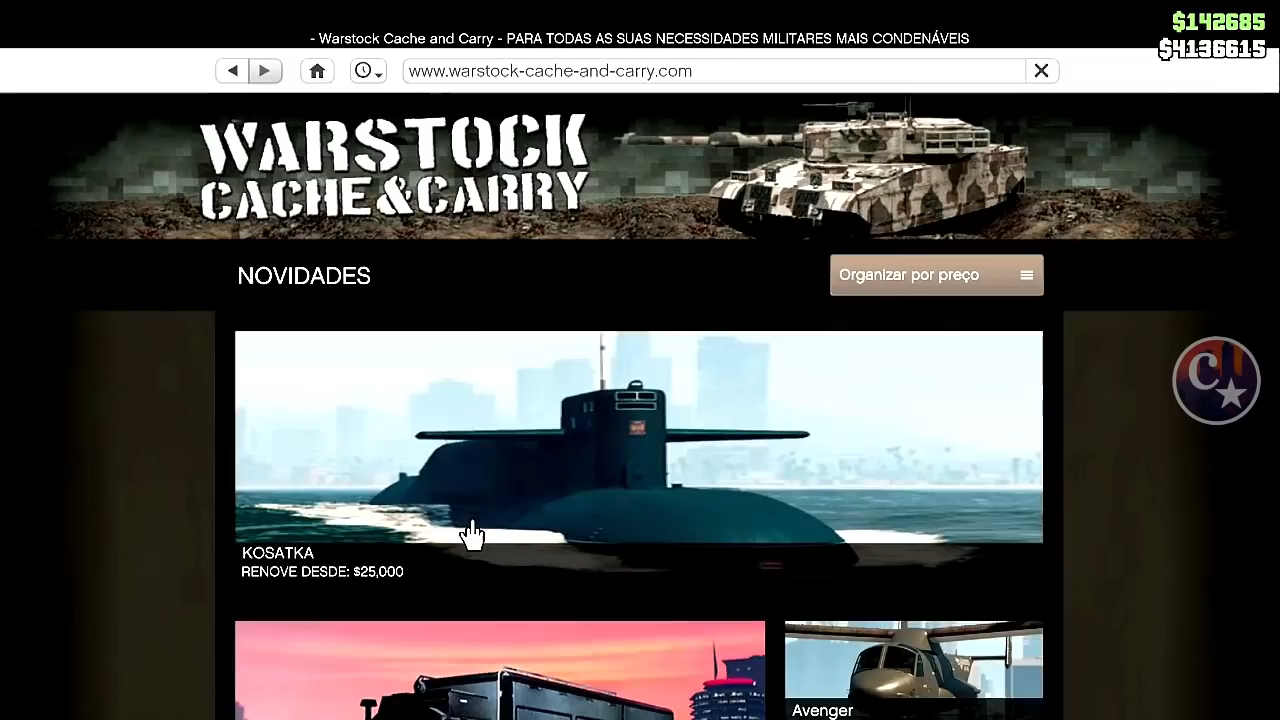 $142685
- Warstock Cache and Carry - PARA TODAS AS SUAS NECESSIDADES MILITARES MAIS CONDENÁVEIS
$4136615
www.warstock-cache-and-carry.com
WARSTOCK
CACHE&CARRY
NOVIDADES
Organizar por preço
C
KOSATKA
RENOVE DESDE: $25,000
Avenger